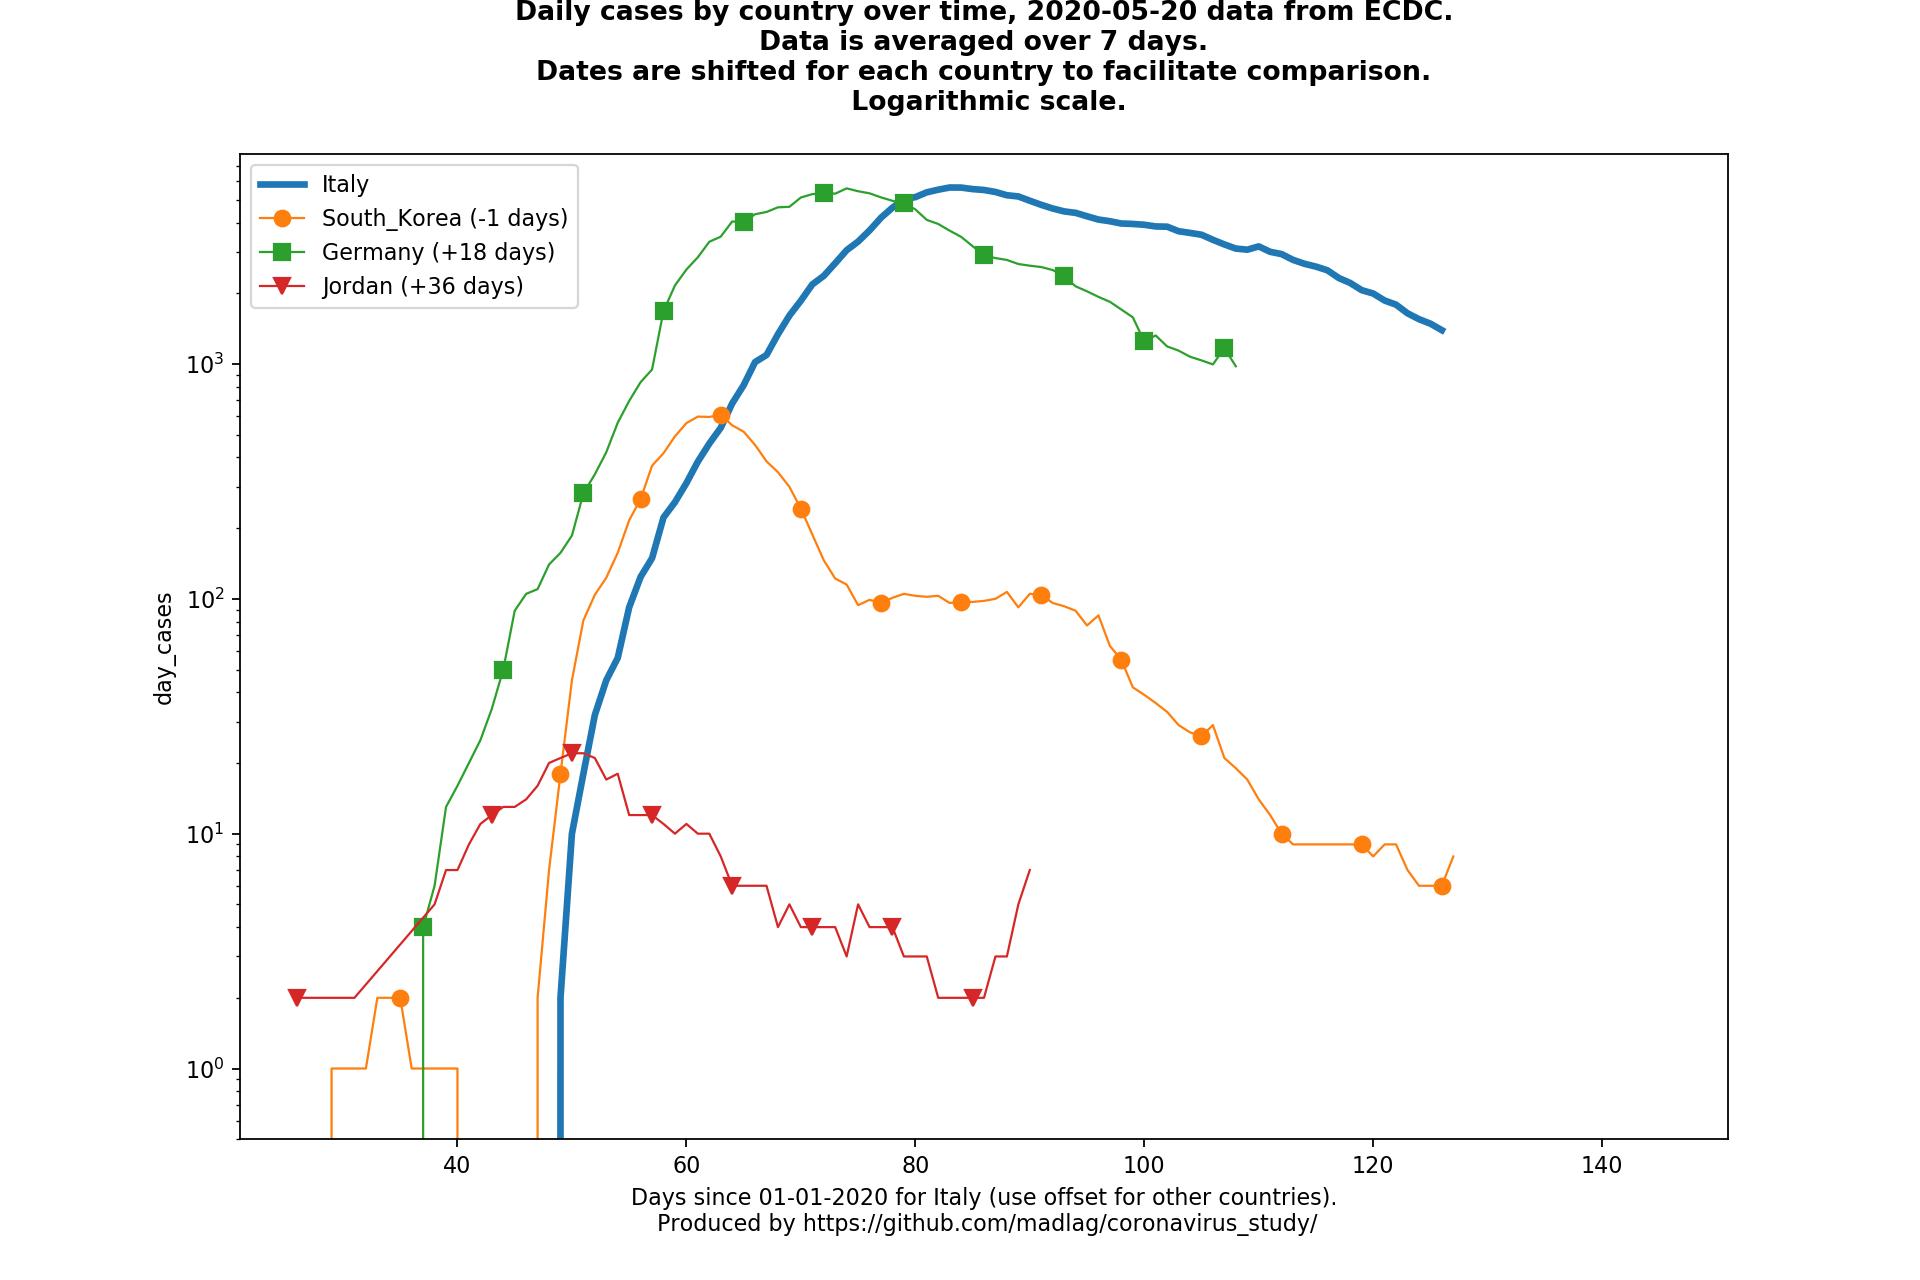 Daily cases by country over time, 2020-05-20 data from ECDC.
Data is averaged over 7 days.
Dates are shifted for each country to facilitate comparison.
Logarithmic scale.
Italy
South_Korea (-1 days)
Germany (+18 days)
Jordan (+36 days)
day_cases
10³
10²
10¹
10⁰
40 60 80 100 120 140
Days since 01-01-2020 for Italy (use offset for other countries).
Produced by https://github.com/madlag/coronavirus_study/